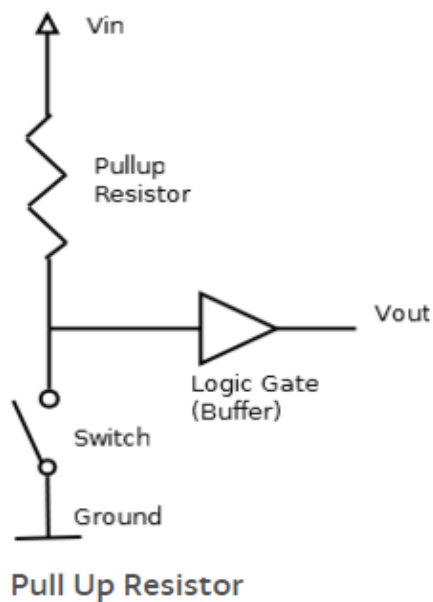 Vin
Pullup
Resistor
Vout
Logic Gate
(Buffer)
Switch
Ground
Pull Up Resistor